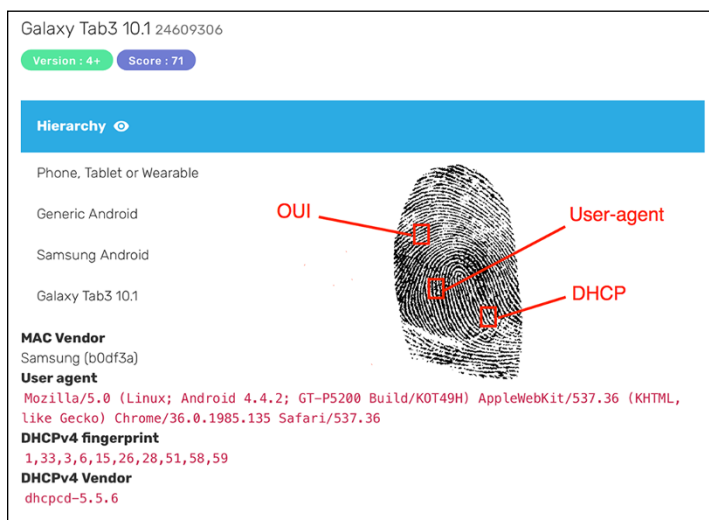 Galaxy Tab3 10.1 24609306
Version : 4+ Score : 71
Hierarchy
Phone, Tablet or Wearable
Generic Android
OUI
User-agent
Samsung Android
Galaxy Tab3 10.1
DHCP
MAC Vendor
Samsung (b0df3a)
User agent
Mozilla/5.0 (Linux; Android 4.4.2; GT-P5200 Build/KOT49H) AppleWebKit/537.36 (KHTML,
like Gecko) Chrome/36.0.1985.135 Safari/537.36
DHCPv4 fingerprint
1,33,3,6,15,26,28,51,58,59
DHCPv4 Vendor
dhcpcd-5.5.6